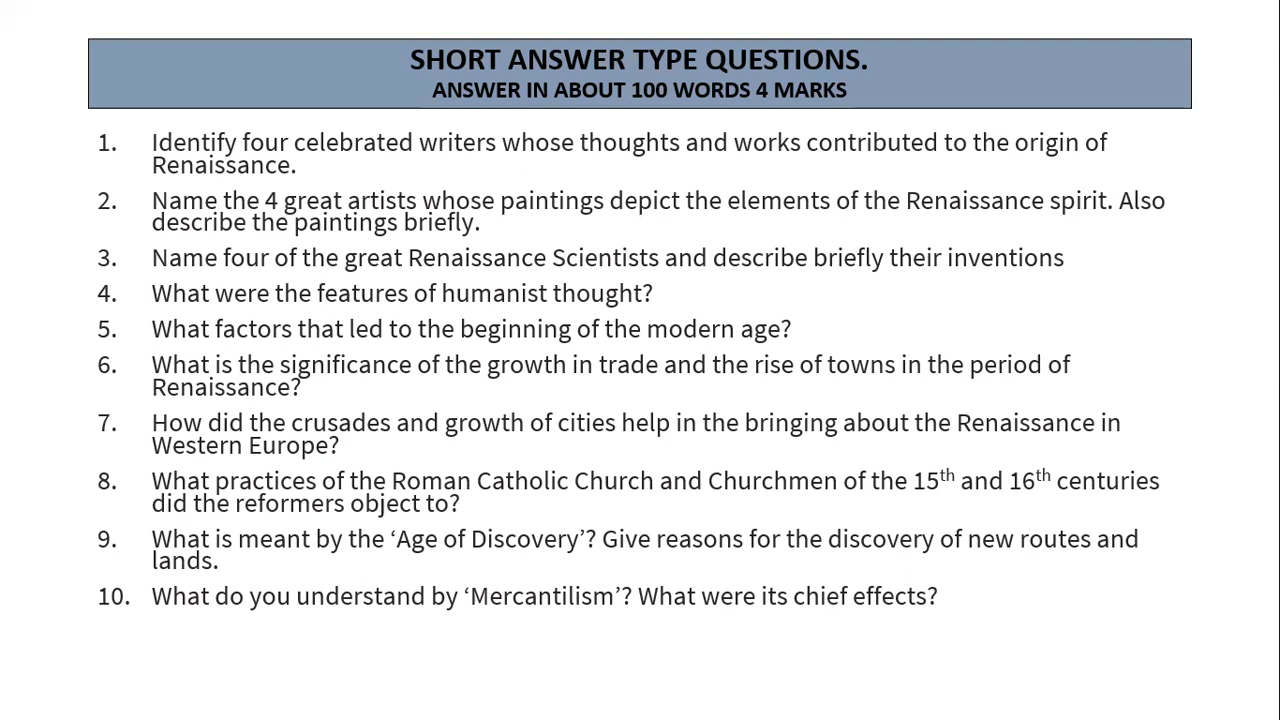 SHORT ANSWER TYPE QUESTIONS.
ANSWER IN ABOUT 100 WORDS 4 MARKS
1. Identify four celebrated writers whose thoughts and works contributed to the origin of
Renaissance.
2. Name the 4 great artists whose paintings depict the elements of the Renaissance spirit. Also
describe the paintings briefly.
3. Name four of the great Renaissance Scientists and describe briefly their inventions
4. What were the features of humanist thought?
5. What factors that led to the beginning of the modern age?
6. What is the significance of the growth in trade and the rise of towns in the period of
Renaissance?
7. How did the crusades and growth of cities help in the bringing about the Renaissance in
Western Europe?
8. What practices of the Roman Catholic Church and Churchmen of the 15th and 16th centuries
did the reformers object to?
9. What is meant by the ‘Age of Discovery’? Give reasons for the discovery of new routes and
lands.
10. What do you understand by ‘Mercantilism’? What were its chief effects?